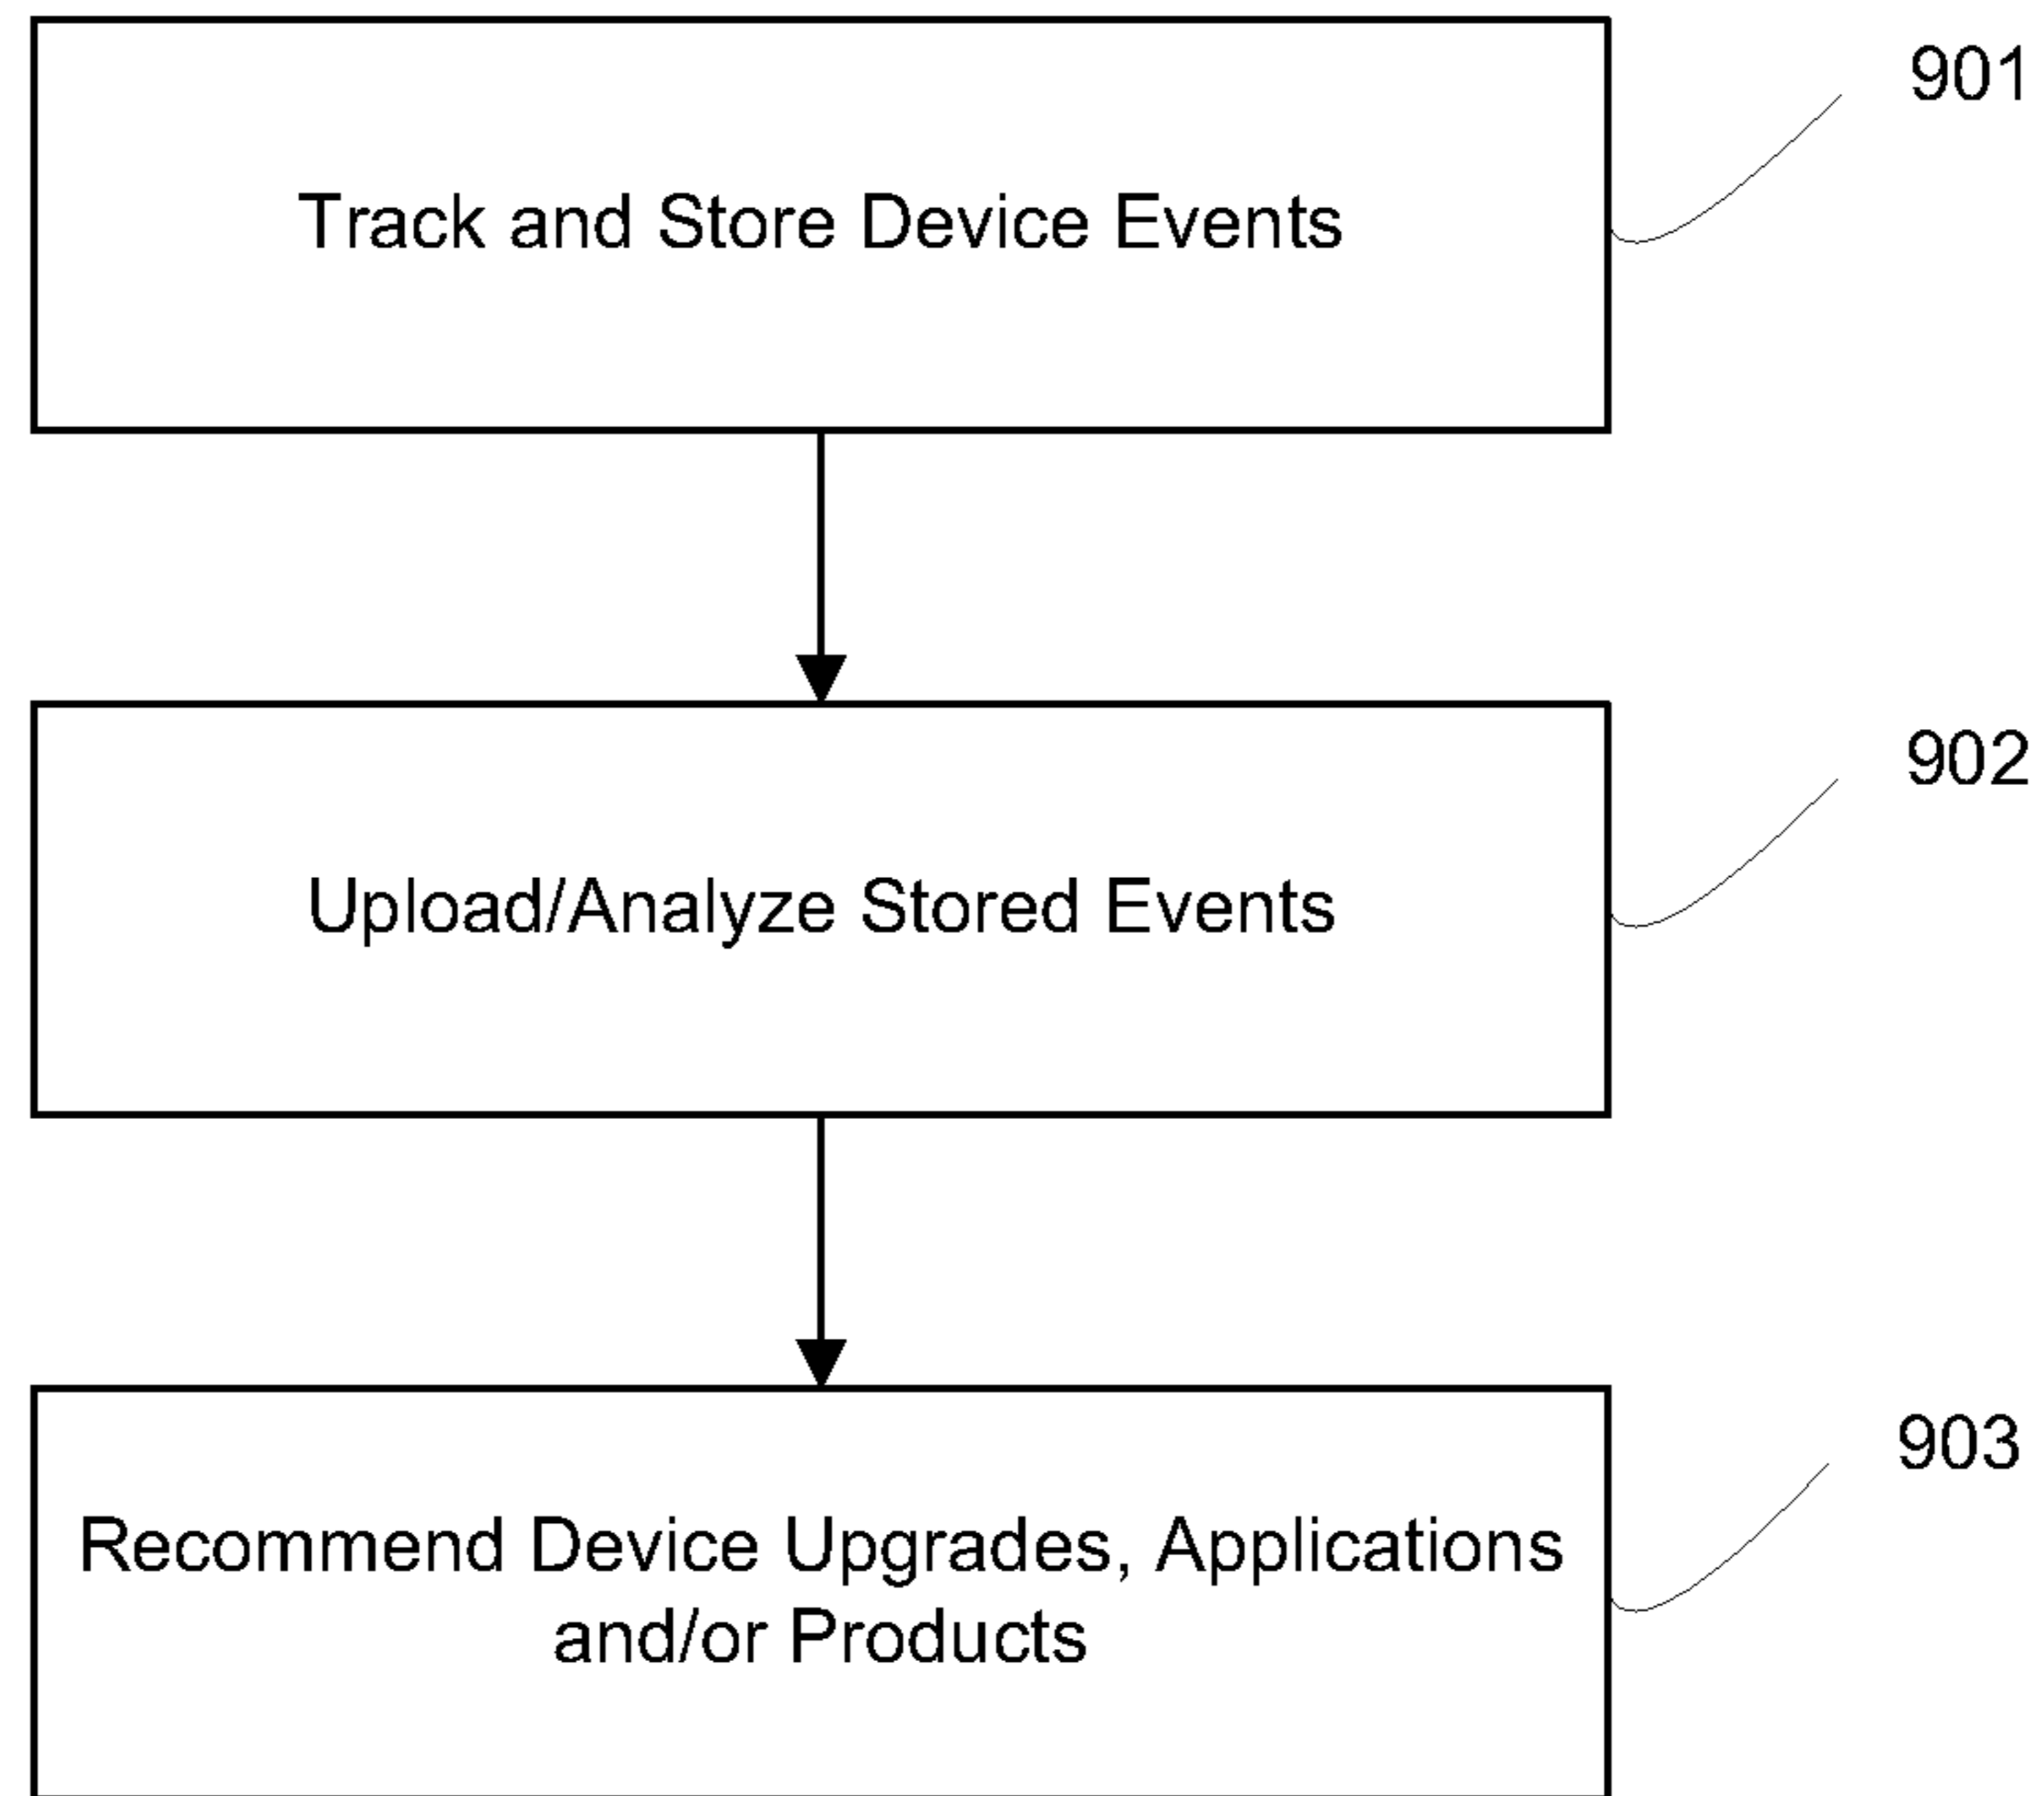 901
Track and Store Device Events
902
Upload/Analyze Stored Events
903
Recommend Device Upgrades, Applications
and/or Products